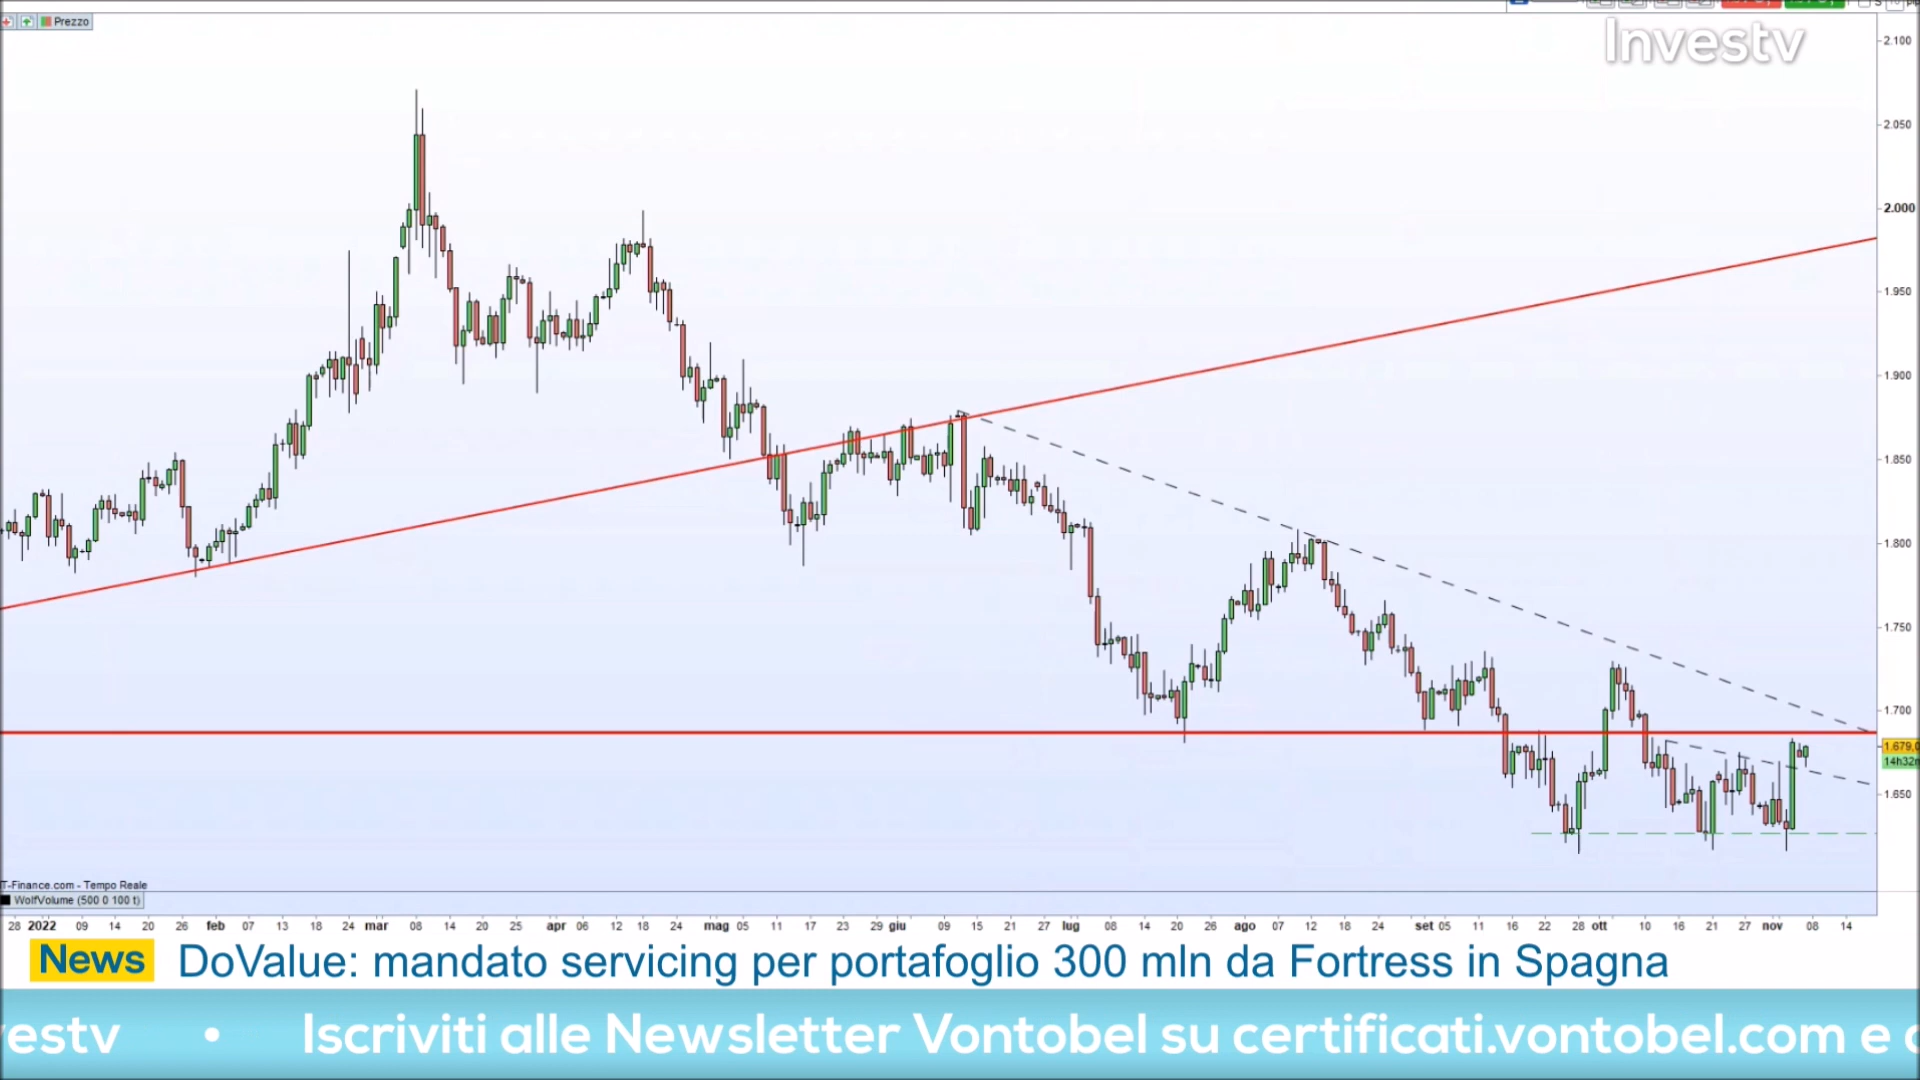 Prezzo
Investv
2.100
2.050
2.000
1.950
1.900
1.850
1.800
1.750
1.700
1.679,0
14h32m
1.650
T-Finance.com - Tempo Reale
WolfVolume (500 0 100 t)
28 2022 09 14 20 26 feb 07 13 18 24 mar 08 14 20 25 apr 06 12 18 24 mag 05 11 17 23 29 giu 09 15 21 27 lug 08 14 20 26 ago 07 12 18 24 set 05 11 16 22 28 ott 10 16 21 27 nov 08 14
News DoValue: mandato servicing per portafoglio 300 mln da Fortress in Spagna
vestv • Iscriviti alle Newsletter Vontobel su certificati.vontobel.com e